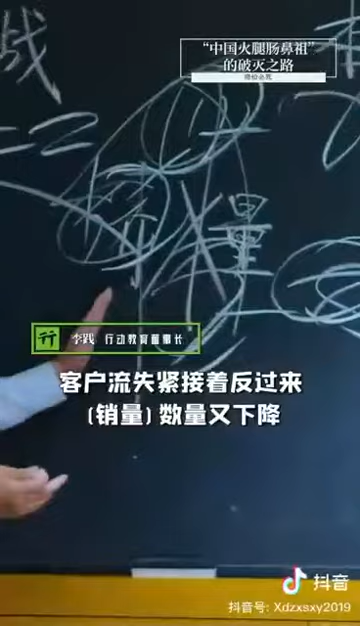 战
“中国火腿肠鼻祖”
的破灭之路
量
行 李践 行动教育董事长
客户流失紧接着反过来
(销量)数量又下降
抖音
抖音号: Xdzxsxy2019